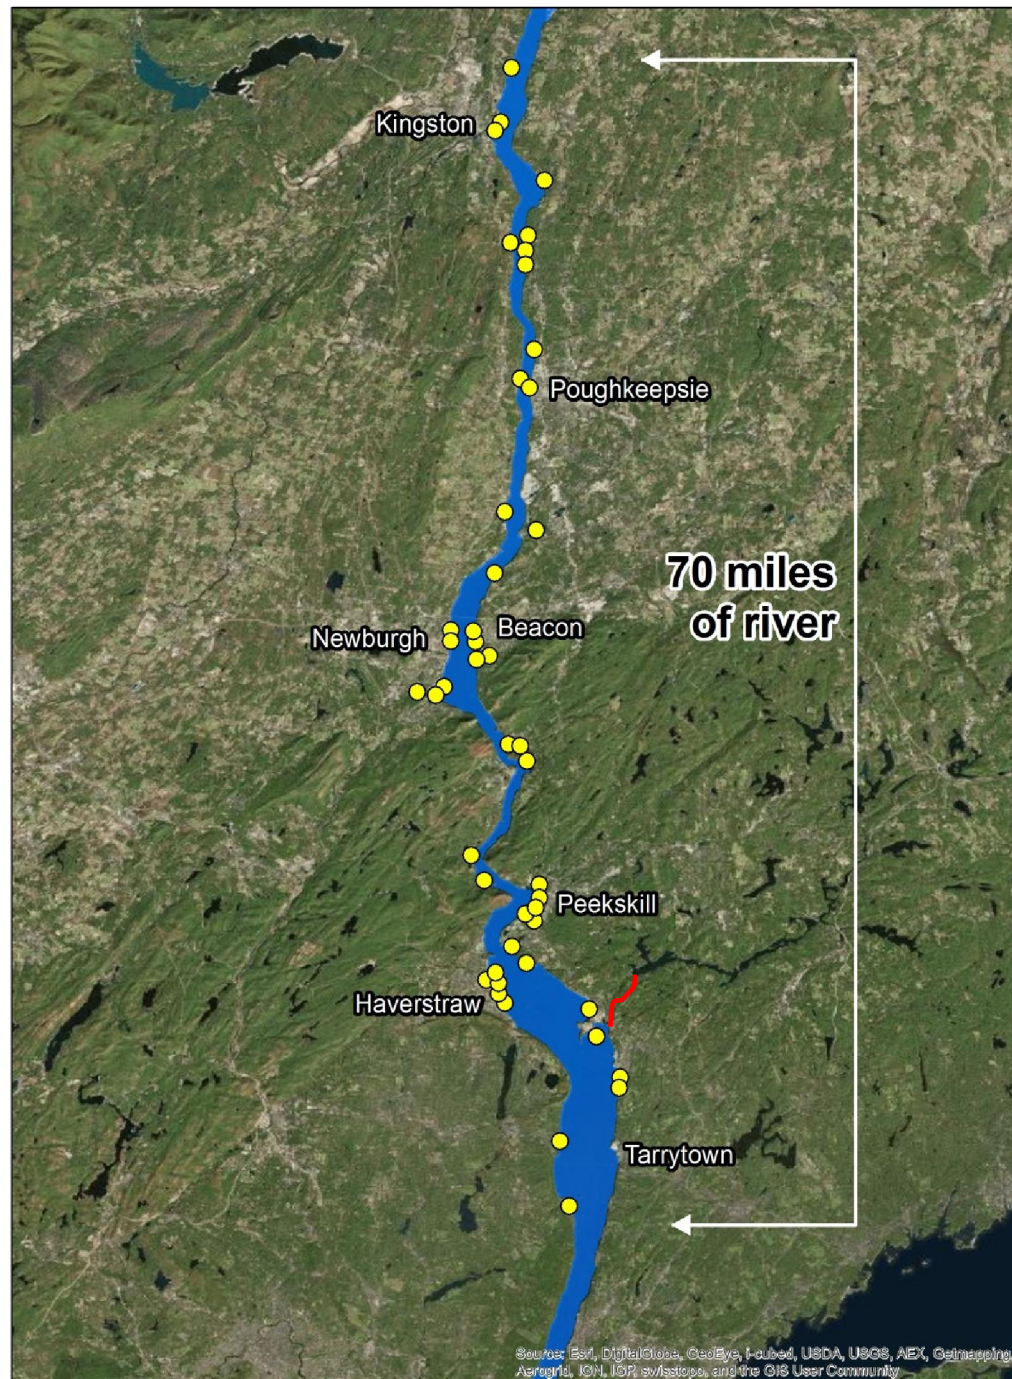 Kingston
Poughkeepsie
70 miles
of river
Newburgh
Beacon
Peekskill
Haverstraw
Tarrytown
Source: Esri, DigitalGlobe, GeoEye, i-cubed, USDA, USGS, AEX, Getmapping,
Aerogrid, IGN, IGP, swisstopo, and the GIS User Community